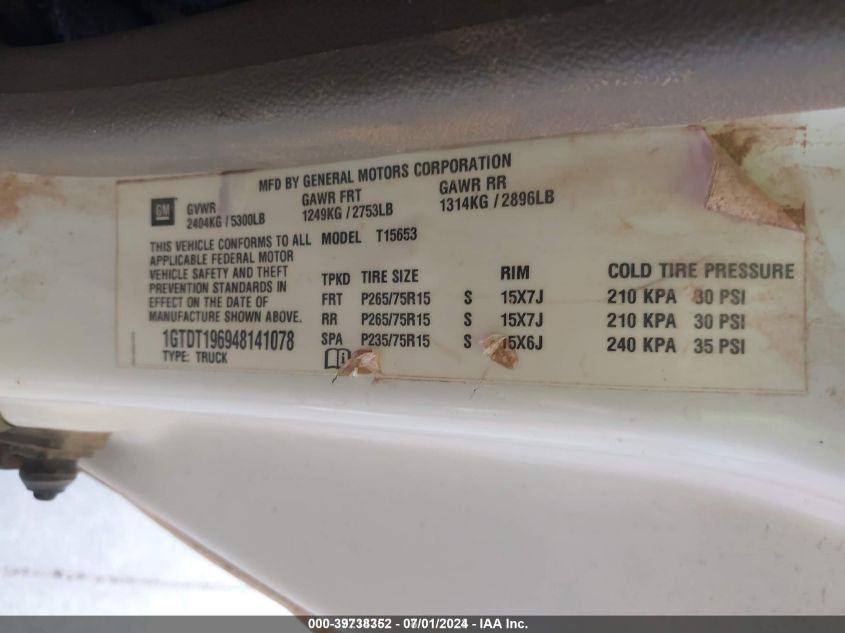 MFD BY GENERAL MOTORS CORPORATION
GM
GVWR GAWR FRT GAWR RR
2404KG / 5300LB 1249KG / 2753LB 1314KG / 2896LB
THIS VEHICLE CONFORMS TO ALL
APPLICABLE FEDERAL MOTOR
VEHICLE SAFETY AND THEFT
PREVENTION STANDARDS IN
EFFECT ON THE DATE OF
MANUFACTURE SHOWN ABOVE.
1GTDT196948141078
TYPE: TRUCK
MODEL T15653
TPKD TIRE SIZE RIM COLD TIRE PRESSURE
FRT P265/75R15 S 15X7J 210 KPA 30 PSI
RR P265/75R15 S 15X7J 210 KPA 30 PSI
SPA P235/75R15 S 15X6J 240 KPA 35 PSI
000-39738352 - 07/01/2024 - IAA Inc.